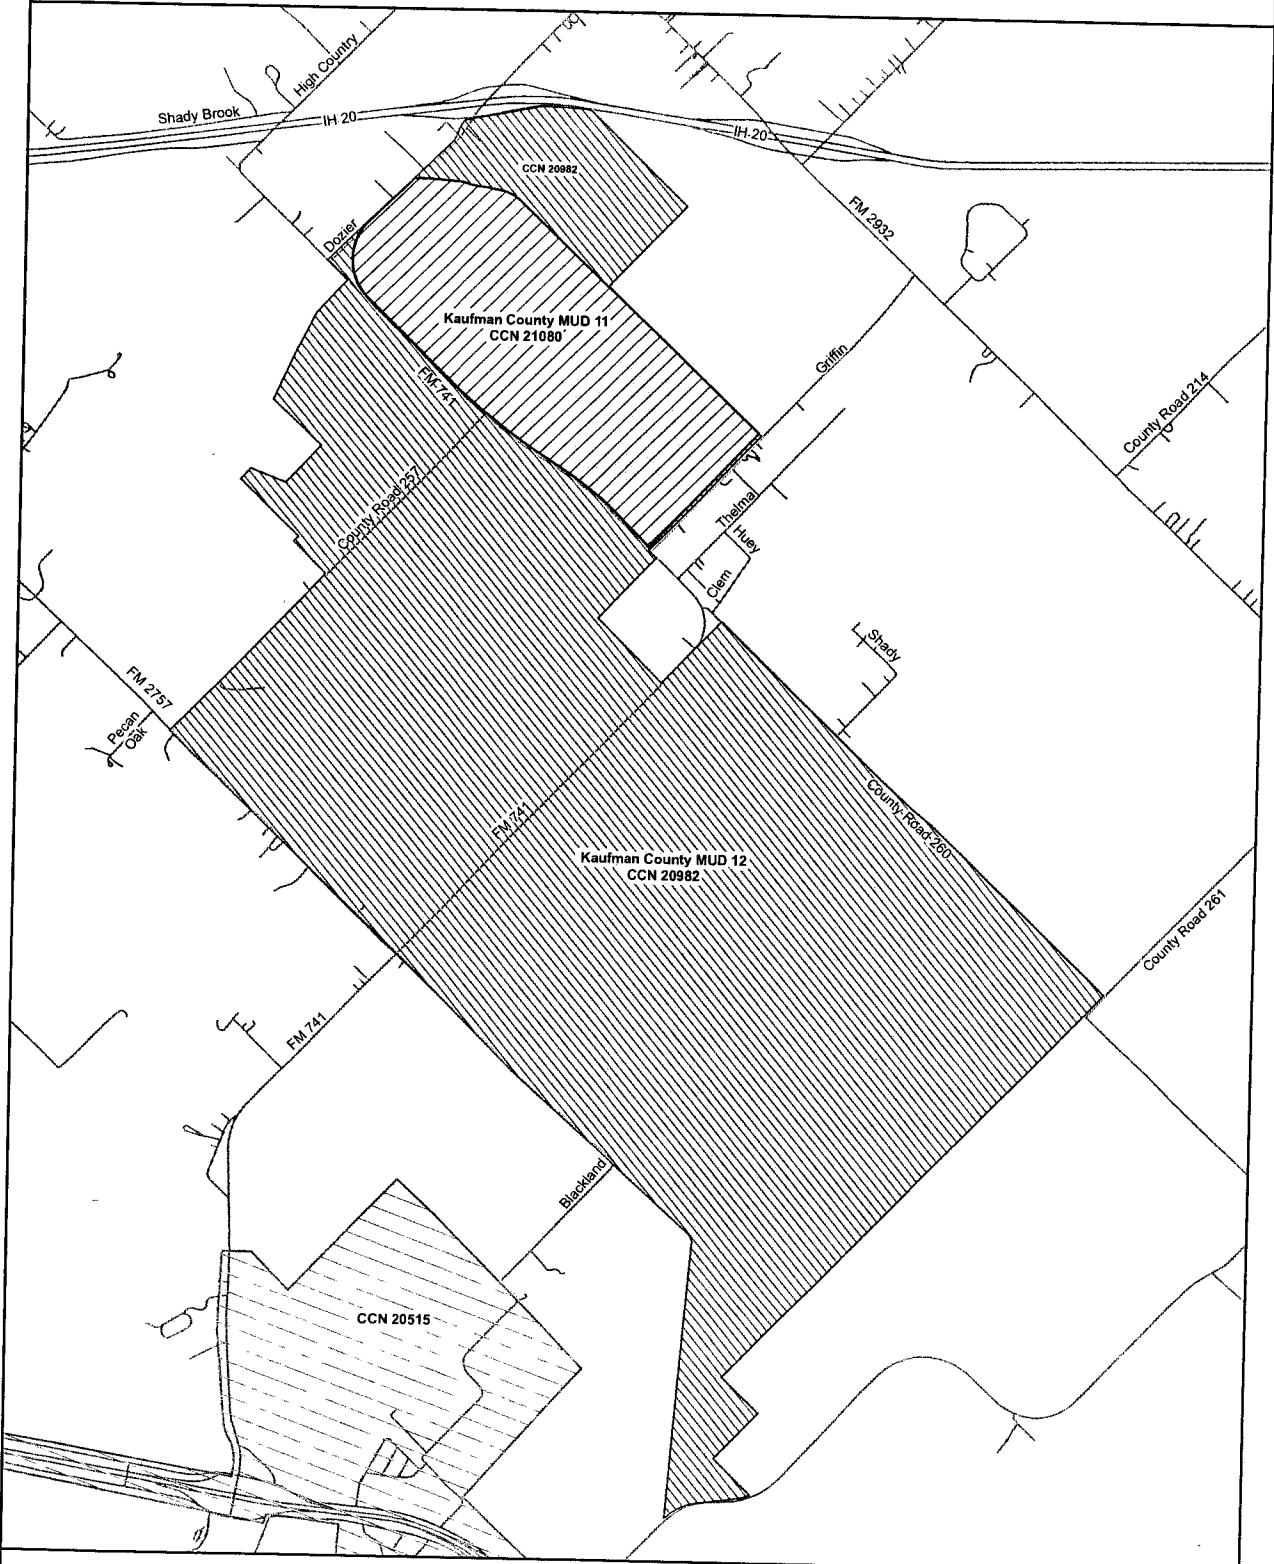 High Country
Shady Brook
IH 20
IH-20
CCN 20982
FM 2932
Dozier
Kaufman County MUD 11
CCN 21080
Griffin
FM 741
County Road 214
County Road 257
Thelma
Huey
Clem
Shady
FM 2757
Pecan
Oak
County Road 260
FM 741
Kaufman County MUD 12
CCN 20982
County Road 261
FM 741
Blackland
CCN 20515